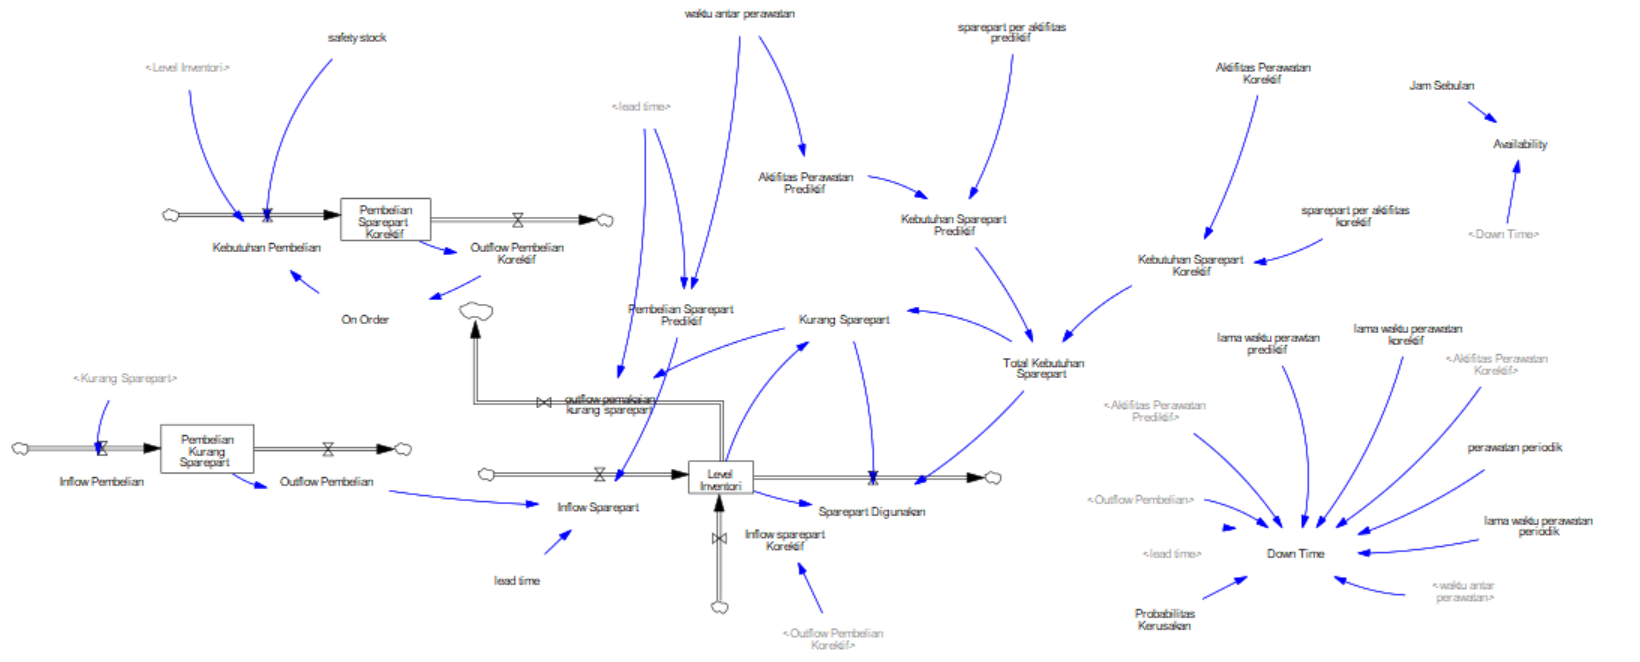 waktu antar perawatan
safety stock
sparepart per aktifitas
prediktif
<Level Inventori>
Aktifitas Perawatan
Korektif
Jam Sebulan
<lead time>
Availability
Aktifitas Perawatan
Prediktif
Pembelian
Sparepart
Korektif
Kebutuhan Sparepart
Prediktif
sparepart per aktifitas
korektif
<Down Time>
Kebutuhan Pembelian
Outflow Pembelian
Korektif
Kebutuhan Sparepart
Korektif
On Order
Pembelian Sparepart
Prediktif
Kurang Sparepart
lama waktu perawtan
prediktif
lama waktu perawatan
korektif
Total Kebutuhan
Sparepart
<Aktifitas Perawatan
Korektif>
<Kurang Sparepart>
outflow pemakaian
kurang sparepart
<Aktifitas Perawatan
Prediktif>
Pembelian
Kurang
Sparepart
perawatan periodik
Inflow Pembelian
Outflow Pembelian
Level
Inventori
Inflow Sparepart
Sparepart Digunakan
<Outflow Pembelian>
lama waktu perawatan
periodik
Inflow sparepart
Korektif
<lead time>
Down Time
lead time
<waktu antar
perawatan>
Probabilitas
Kerusakan
<Outflow Pembelian
Korektif>